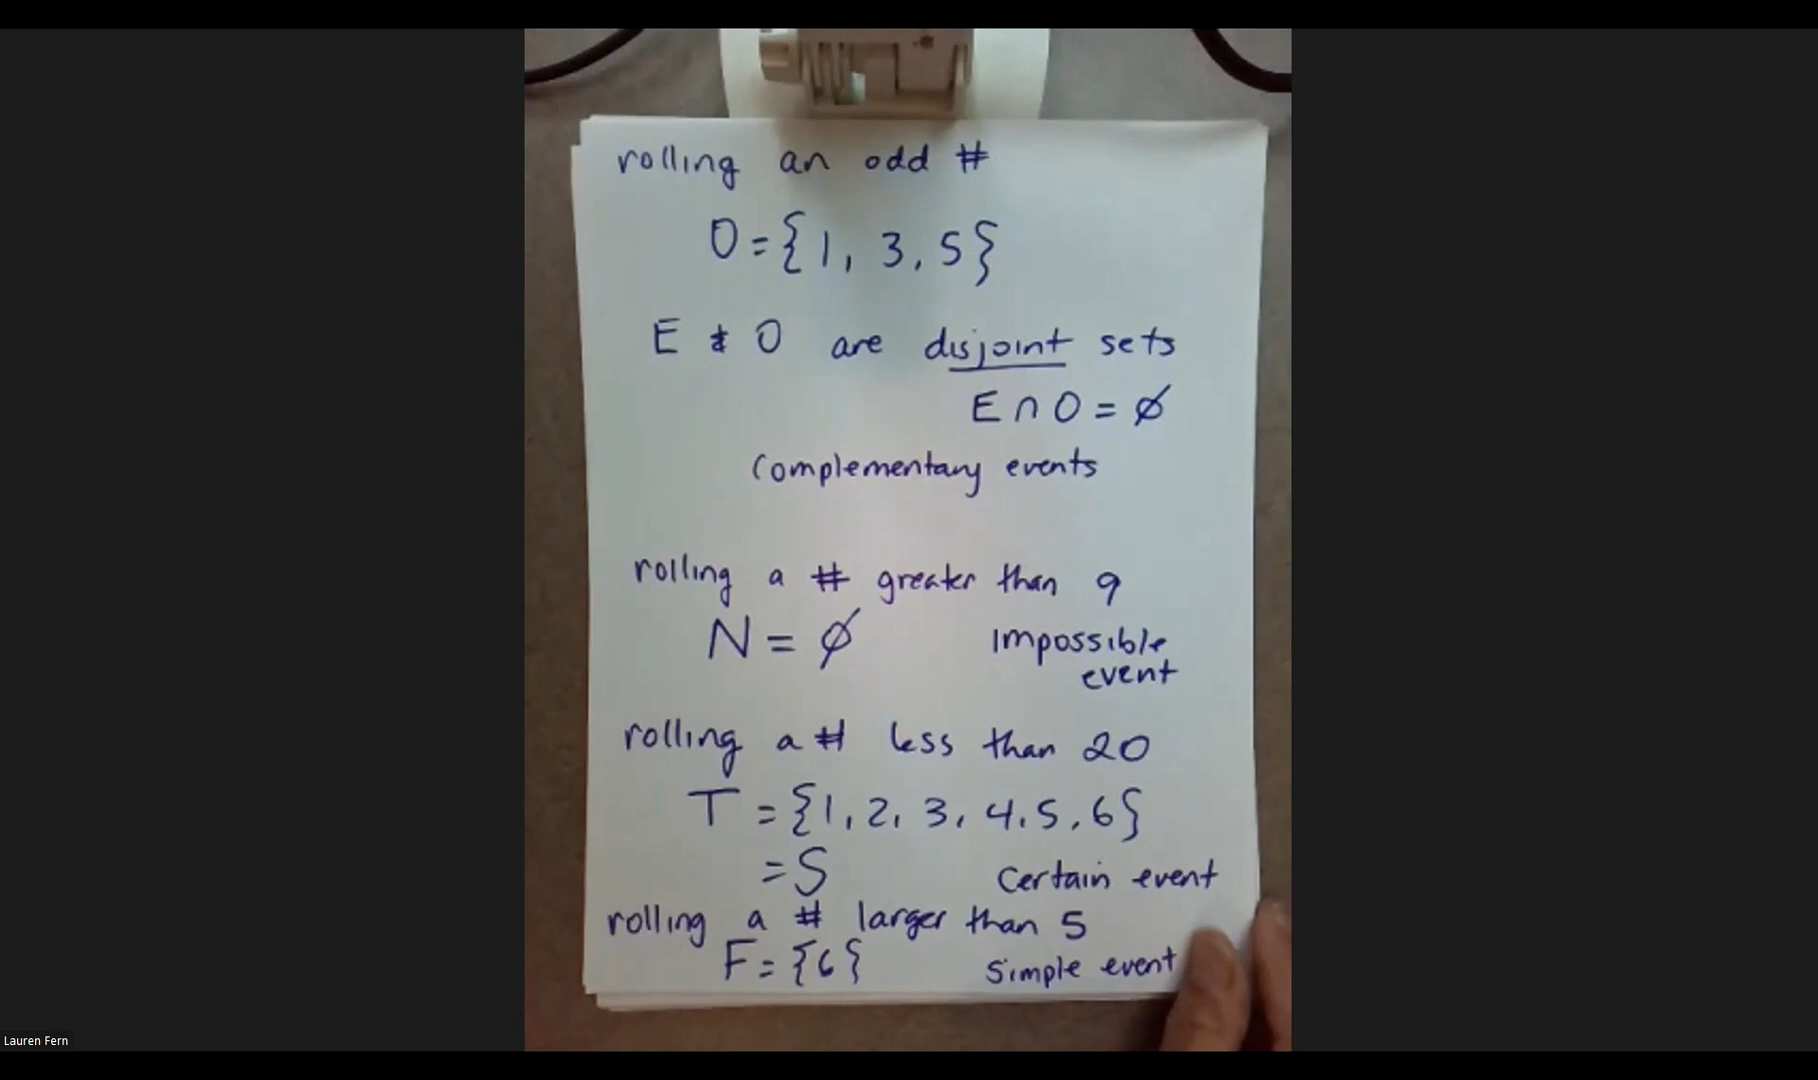 rolling an odd #
O = {1, 3, 5}
E & O are disjoint sets
E ∩ O = ∅
Complementary events
rolling a # greater than 9
N = ∅ Impossible
event
rolling a # less than 20
T = {1, 2, 3, 4, 5, 6}
= S Certain event
rolling a # larger than 5
F = {6} Simple event
Lauren Fern